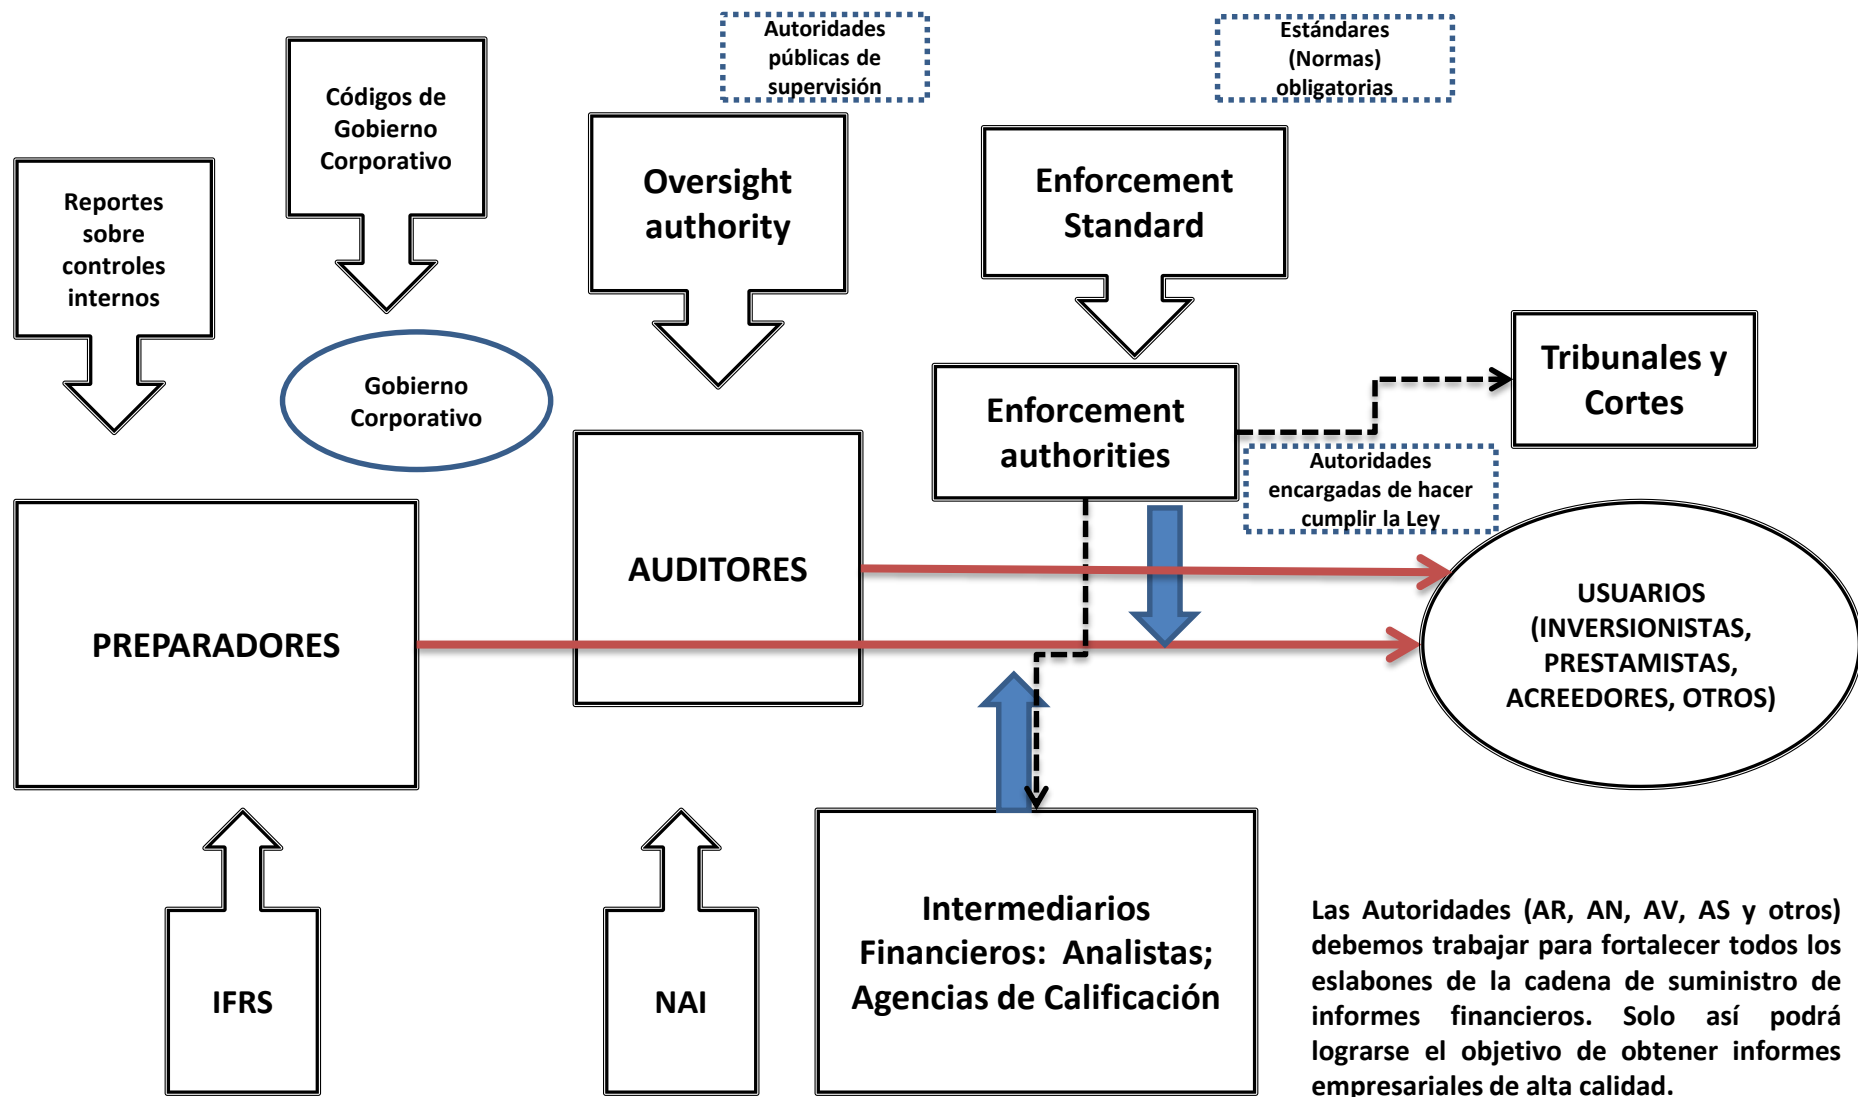 Autoridades
públicas de
supervisión
Estándares
(Normas)
obligatorias
Códigos de
Gobierno
Corporativo
Oversight
authority
Enforcement
Standard
Reportes
sobre
controles
internos
Gobierno
Corporativo
Enforcement
authorities
Tribunales y
Cortes
Autoridades
encargadas de hacer
cumplir la Ley
PREPARADORES
AUDITORES
USUARIOS
(INVERSIONISTAS,
PRESTAMISTAS,
ACREEDORES, OTROS)
IFRS
NAI
Intermediarios
Financieros: Analistas;
Agencias de Calificación
Las Autoridades (AR, AN, AV, AS y otros)
debemos trabajar para fortalecer todos los
eslabones de la cadena de suministro de
informes financieros. Solo así podrá
lograrse el objetivo de obtener informes
empresariales de alta calidad.